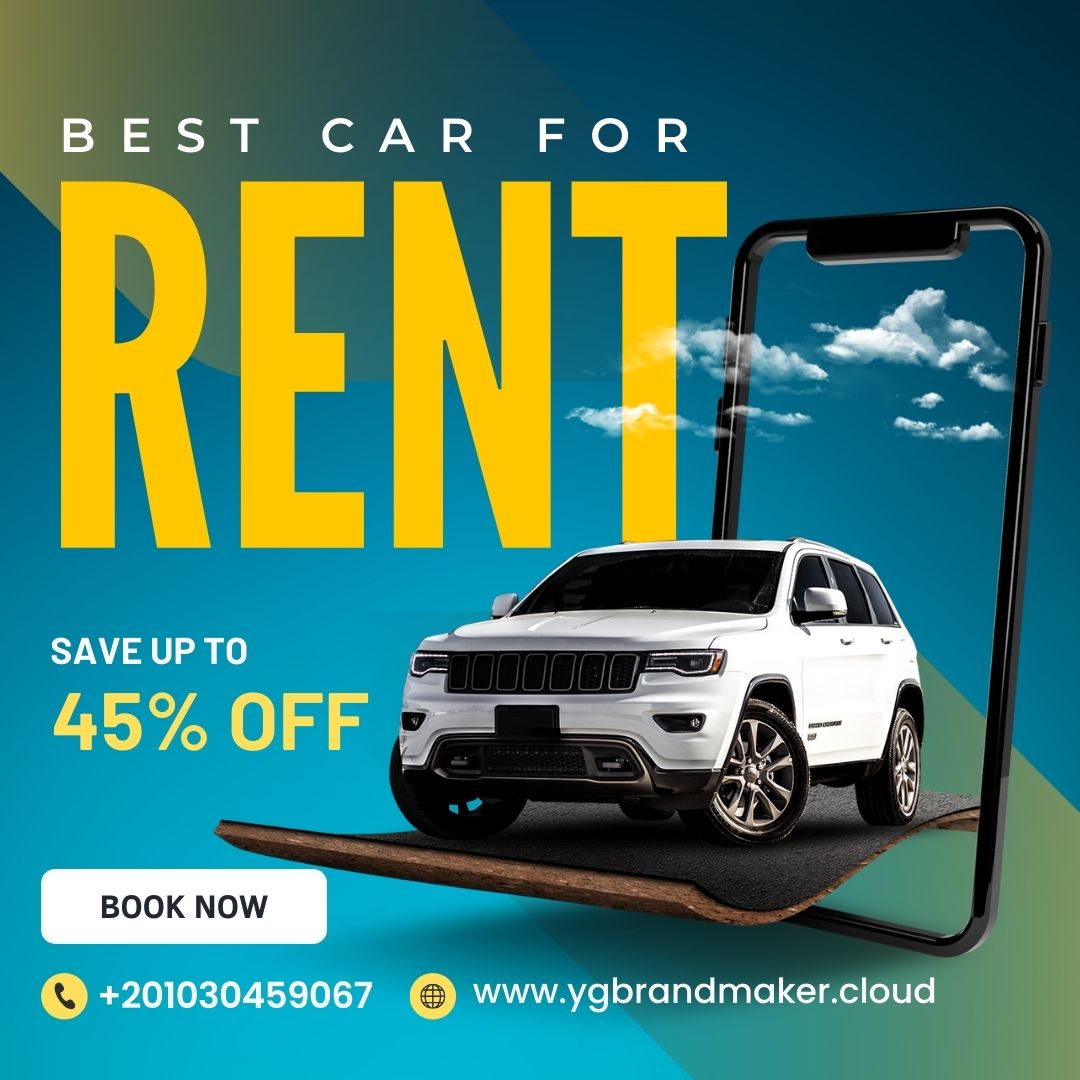 BEST CAR FOR
RENT
SAVE UP TO
45% OFF
BOOK NOW
+201030459067
www.ygbrandmaker.cloud